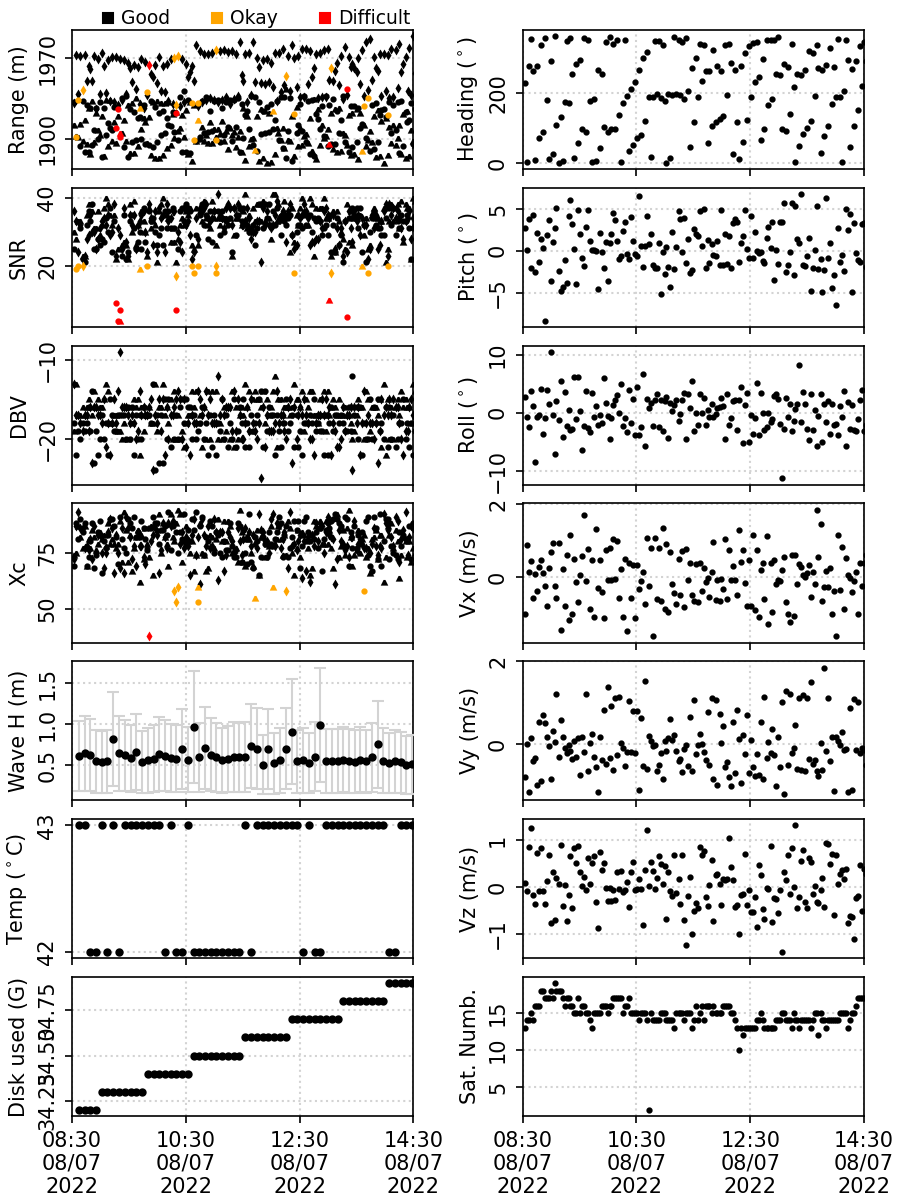 Good Okay Difficult
Range (m)
1970
1900
Heading (°)
200
0
SNR
40
20
Pitch (°)
5
0
−5
DBV
−10
−20
Roll (°)
10
0
−10
Xc
75
50
Vx (m/s)
2
0
Wave H (m)
1.5
1.0
0.5
Vy (m/s)
2
0
Temp (°C)
43
42
Vz (m/s)
1
0
−1
Disk used (G)
34.75
34.50
34.25
Sat. Numb.
15
10
5
08:30 10:30 12:30 14:30
08/07 08/07 08/07 08/07
2022 2022 2022 2022
08:30 10:30 12:30 14:30
08/07 08/07 08/07 08/07
2022 2022 2022 2022